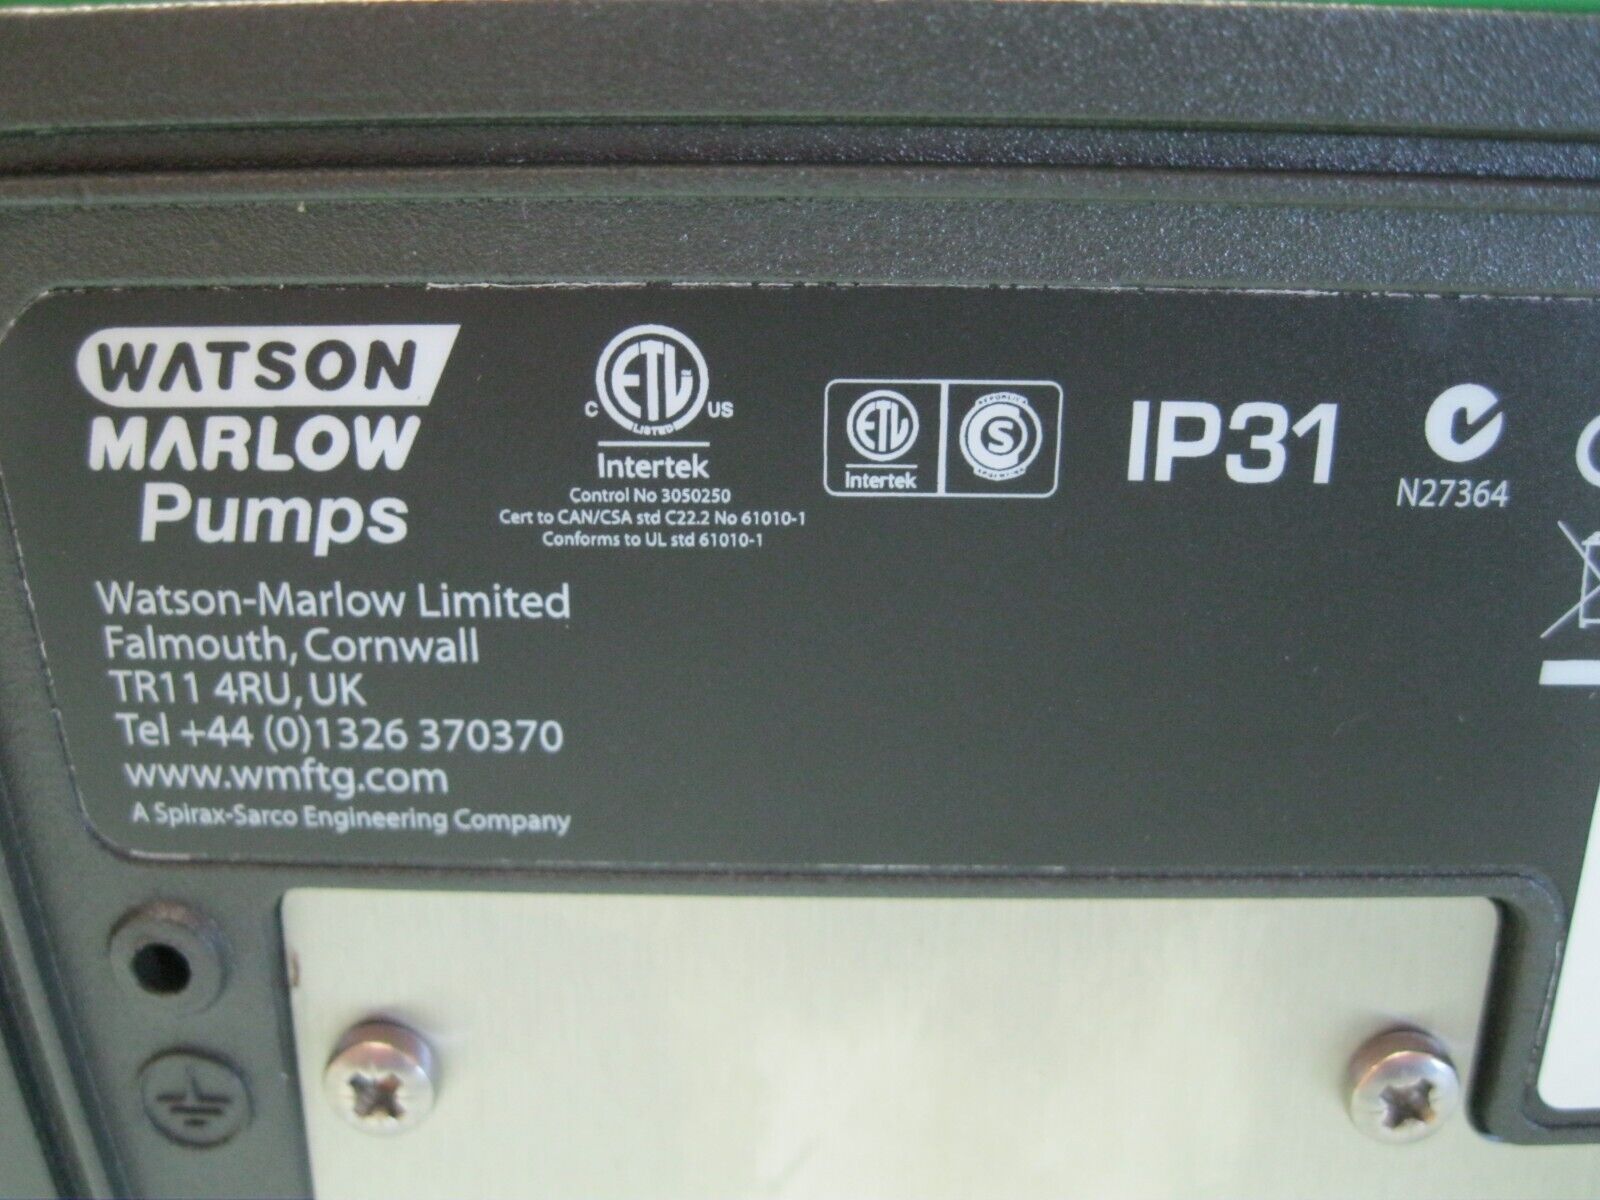 WATSON
MARLOW
Pumps
Watson-Marlow Limited
Falmouth, Cornwall
TR11 4RU, UK
Tel +44 (0)1326 370370
www.wmftg.com
A Spirax-Sarco Engineering Company
ETL
C US
LISTED
Intertek
Control No 3050250
Cert to CAN/CSA std C22.2 No 61010-1
Conforms to UL std 61010-1
ETL
Intertek
S
IP31
N27364